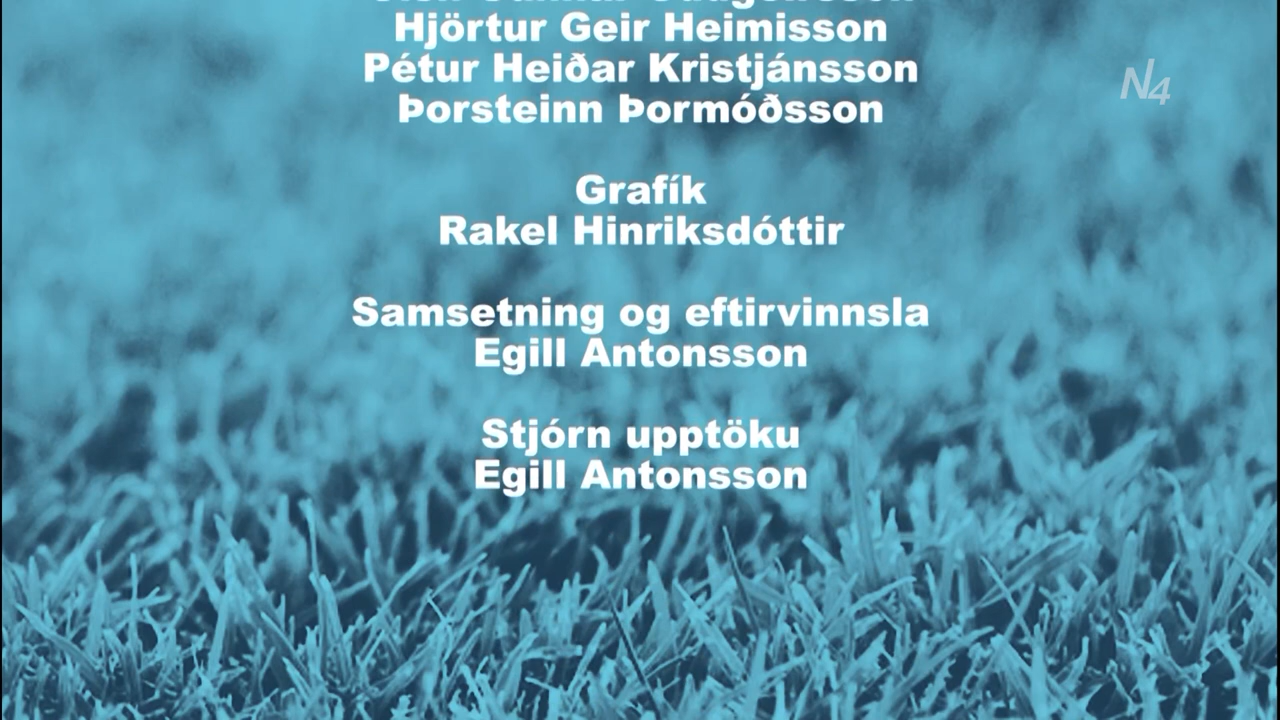 Hjörtur Geir Heimisson
Pétur Heiðar Kristjánsson
N4
Þorsteinn Þormóðsson
Grafík
Rakel Hinriksdóttir
Samsetning og eftirvinnsla
Egill Antonsson
Stjórn upptöku
Egill Antonsson